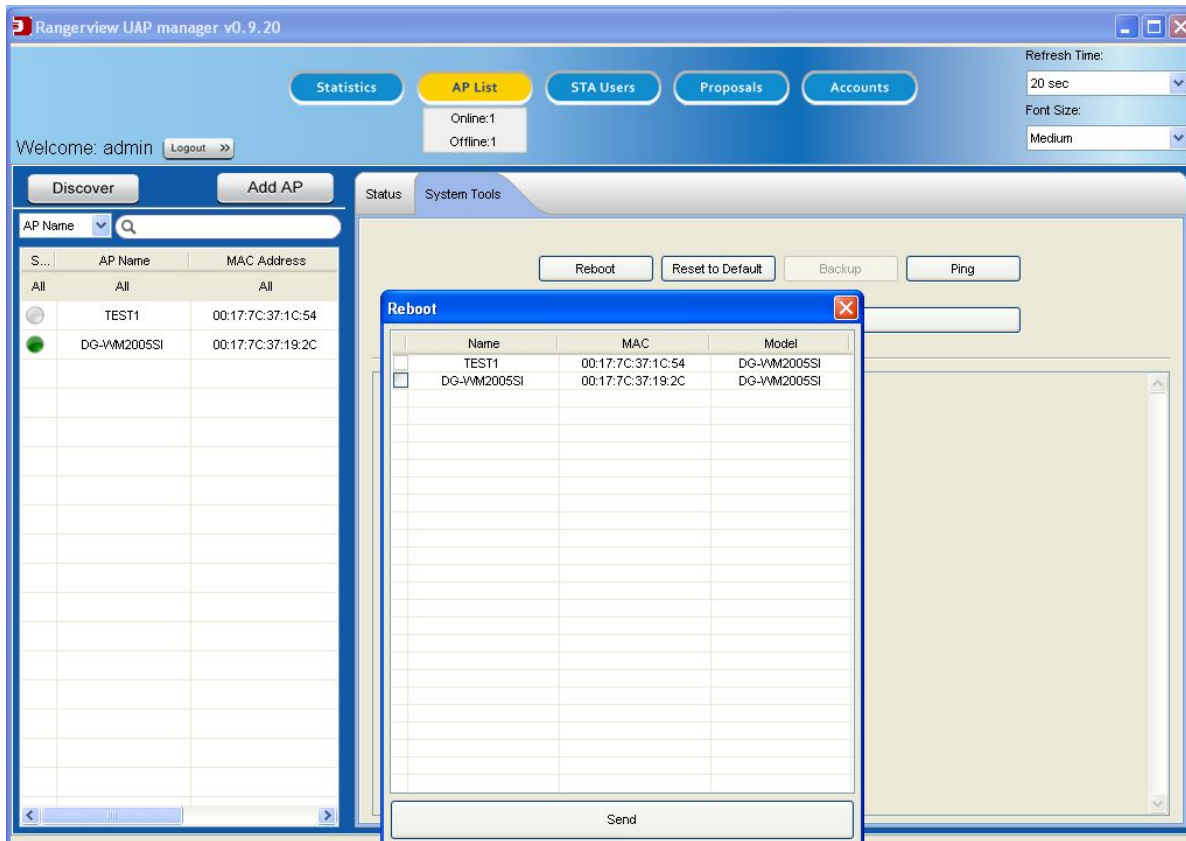 Rangerview UAP manager v0.9.20
Refresh Time:
20 sec
Font Size:
Medium
Statistics
AP List
STA Users
Proposals
Accounts
Online:1
Offline:1
Welcome: admin
Logout »
Discover
Add AP
Status
System Tools
AP Name
S... AP Name MAC Address
All All All
TEST1 00:17:7C:37:1C:54
DG-WM2005SI 00:17:7C:37:19:2C
Reboot
Reset to Default
Backup
Ping
Reboot
Name MAC Model
TEST1 00:17:7C:37:1C:54 DG-WM2005SI
DG-WM2005SI 00:17:7C:37:19:2C DG-WM2005SI
Send